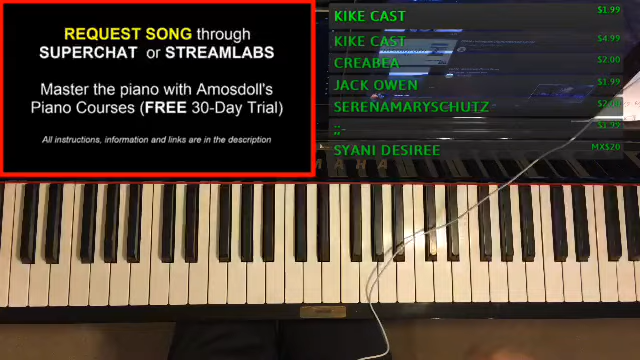 REQUEST SONG through
SUPERCHAT or STREAMLABS
Master the piano with Amosdoll's
Piano Courses (FREE 30-Day Trial)
All instructions, information and links are in the description
KIKE CAST $1.99
KIKE CAST $4.99
CREABEA $2.00
JACK OWEN $1.99
SERENAMARYSCHUTZ
;;- $1.99
SYANI DESIREE MX$20